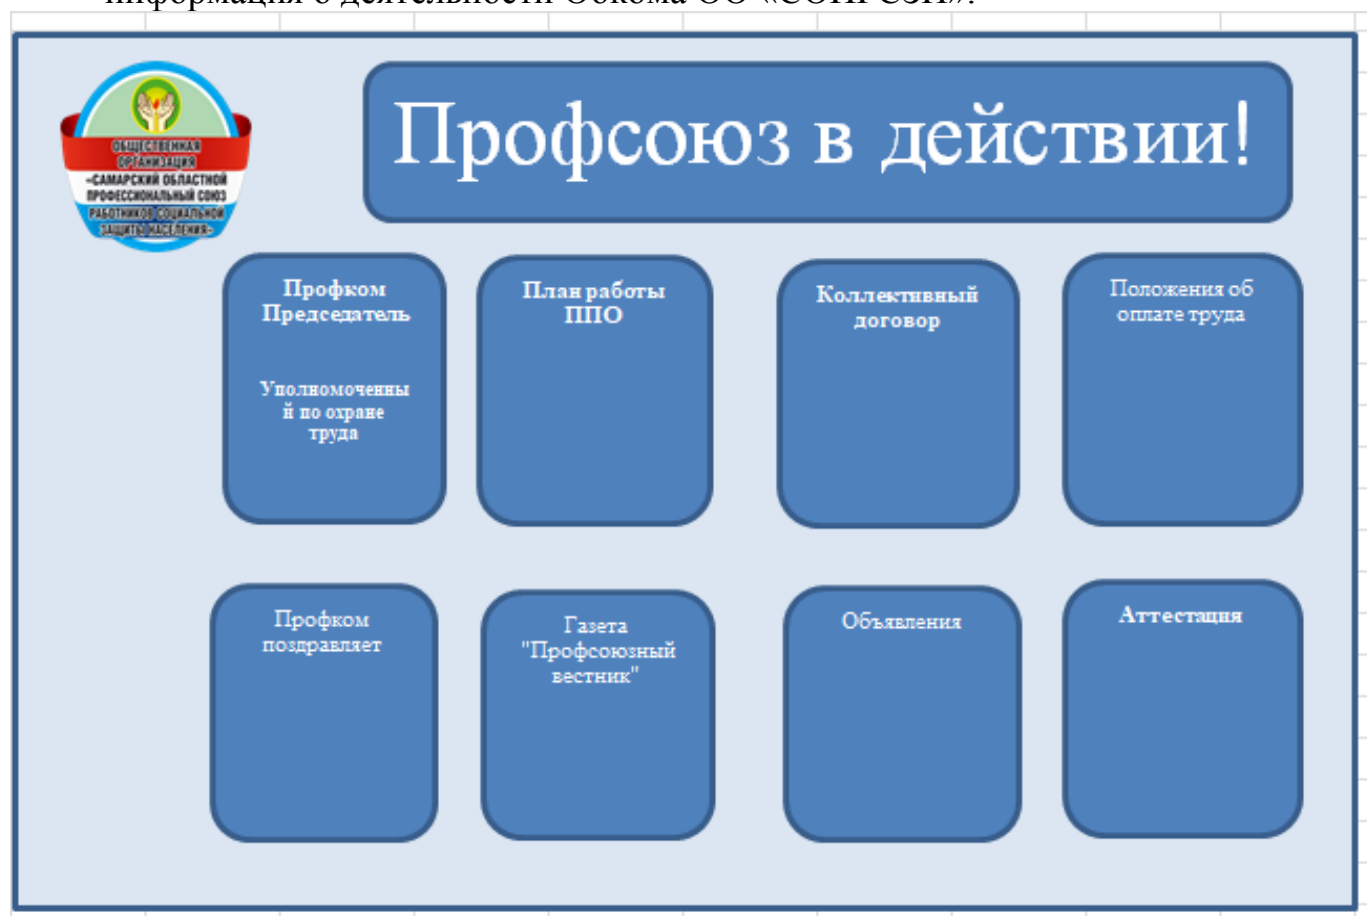 Профсоюз в действии!
ОБЩЕСТВЕННАЯ
ОРГАНИЗАЦИЯ
«САМАРСКИЙ ОБЛАСТНОЙ
ПРОФЕССИОНАЛЬНЫЙ СОЮЗ
РАБОТНИКОВ СОЦИАЛЬНОЙ
ЗАЩИТЫ НАСЕЛЕНИЯ»
Профком
Председатель
Уполномоченны
й по охране
труда
План работы
ППО
Коллективный
договор
Положения об
оплате труда
Профком
поздравляет
Газета
"Профсоюзный
вестник"
Объявления
Аттестация